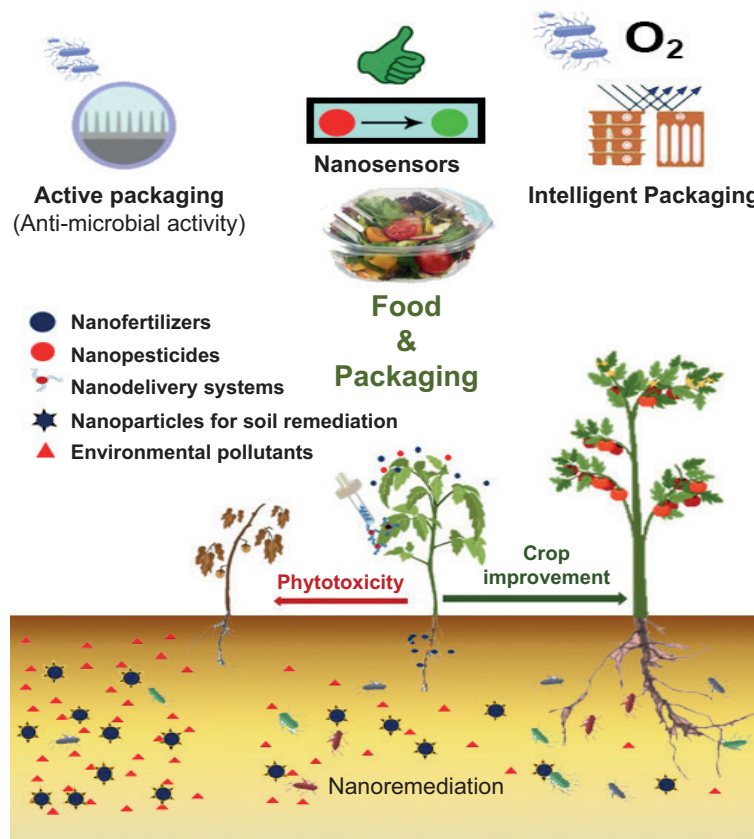 O₂
Nanosensors
Active packaging
(Anti-microbial activity)
Intelligent Packaging
Food
&
Packaging
Nanofertilizers
Nanopesticides
Nanodelivery systems
Nanoparticles for soil remediation
Environmental pollutants
Phytotoxicity
Crop
improvement
Nanoremediation